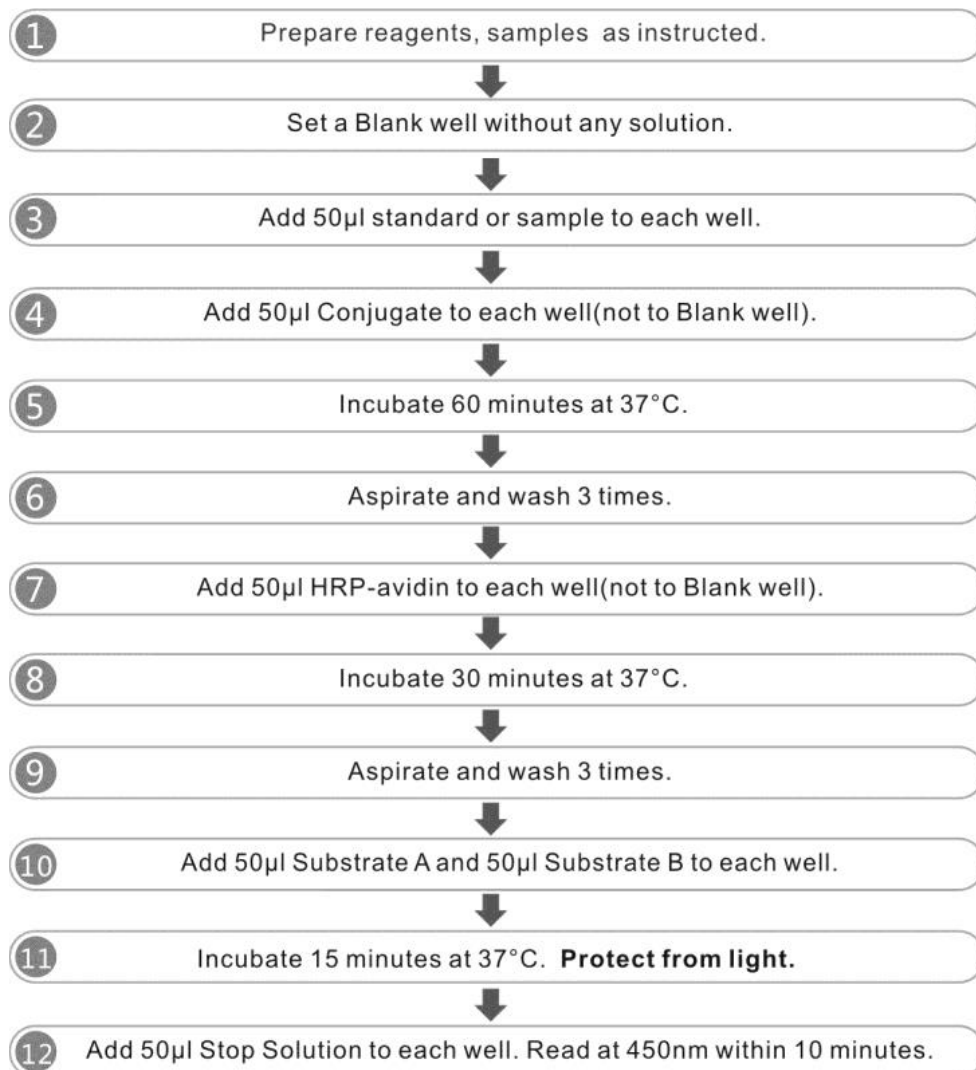 1 Prepare reagents, samples as instructed.
2 Set a Blank well without any solution.
3 Add 50µl standard or sample to each well.
4 Add 50µl Conjugate to each well(not to Blank well).
5 Incubate 60 minutes at 37°C.
6 Aspirate and wash 3 times.
7 Add 50µl HRP-avidin to each well(not to Blank well).
8 Incubate 30 minutes at 37°C.
9 Aspirate and wash 3 times.
10 Add 50µl Substrate A and 50µl Substrate B to each well.
11 Incubate 15 minutes at 37°C. Protect from light.
12 Add 50µl Stop Solution to each well. Read at 450nm within 10 minutes.